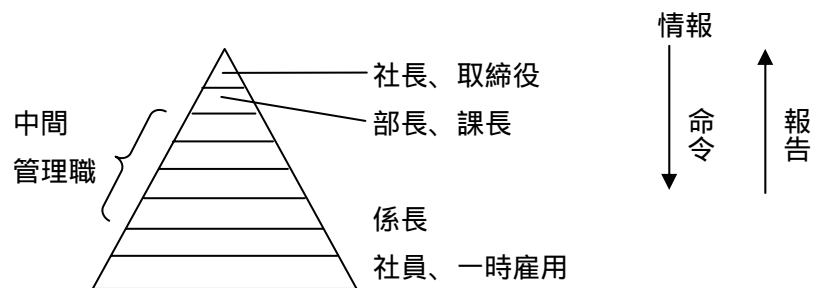 情報
社長、取締役
中間
管理職
部長、課長
命令
報告
係長
社員、一時雇用